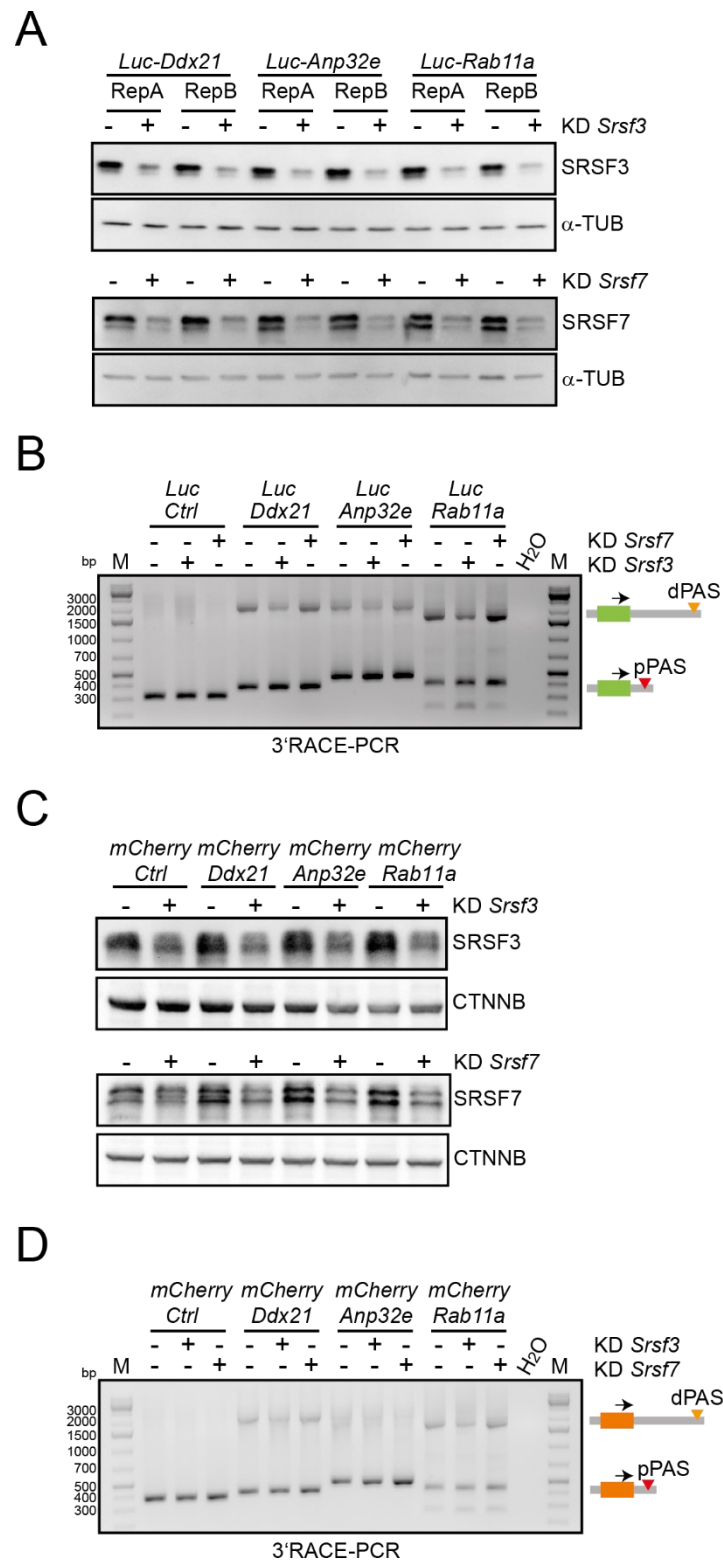 A
Luc-Ddx21 Luc-Anp32e Luc-Rab11a
RepA RepB RepA RepB RepA RepB
- + - + - + - + - + - + KD Srsf3
SRSF3
α-TUB
- + - + - + - + - + - + KD Srsf7
SRSF7
α-TUB
B
Luc Luc Luc Luc
Ctrl Ddx21 Anp32e Rab11a
- - + - - + - - + - - + KD Srsf7
bp M - + - - + - - + - - + - H2O KD Srsf3 M
3000
2000
1500
1000
700
500
400
300
dPAS
pPAS
3'RACE-PCR
C
mCherry mCherry mCherry mCherry
Ctrl Ddx21 Anp32e Rab11a
- + - + - + - + KD Srsf3
SRSF3
CTNNB
- + - + - + - + KD Srsf7
SRSF7
CTNNB
D
mCherry mCherry mCherry mCherry
Ctrl Ddx21 Anp32e Rab11a
- + - - + - - + - - + - KD Srsf3
bp M - - + - - + - - + - - + H2O M KD Srsf7
3000
2000
1500
1000
700
500
400
300
dPAS
pPAS
3'RACE-PCR